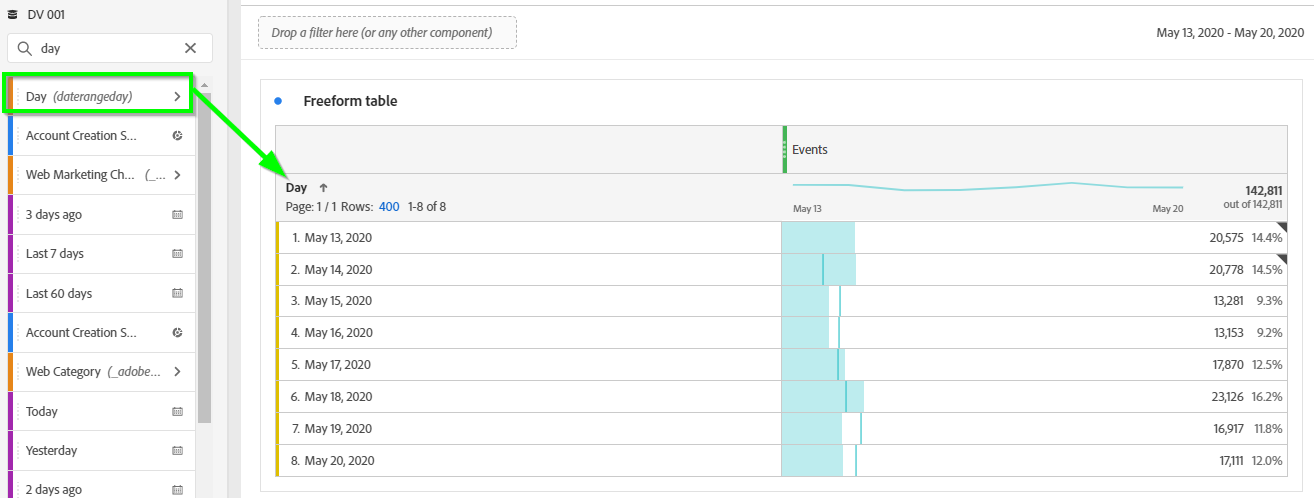 DV 001
day
Day (daterangeday)
Account Creation S...
Web Marketing Ch... (_...
3 days ago
Last 7 days
Last 60 days
Account Creation S...
Web Category (_adobe...
Today
Yesterday
2 days ago
Drop a filter here (or any other component)
May 13, 2020 - May 20, 2020
Freeform table
Events
Day
Page: 1 / 1 Rows: 400 1-8 of 8
May 13
May 20
142,811
out of 142,811
1. May 13, 2020 20,575 14.4%
2. May 14, 2020 20,778 14.5%
3. May 15, 2020 13,281 9.3%
4. May 16, 2020 13,153 9.2%
5. May 17, 2020 17,870 12.5%
6. May 18, 2020 23,126 16.2%
7. May 19, 2020 16,917 11.8%
8. May 20, 2020 17,111 12.0%